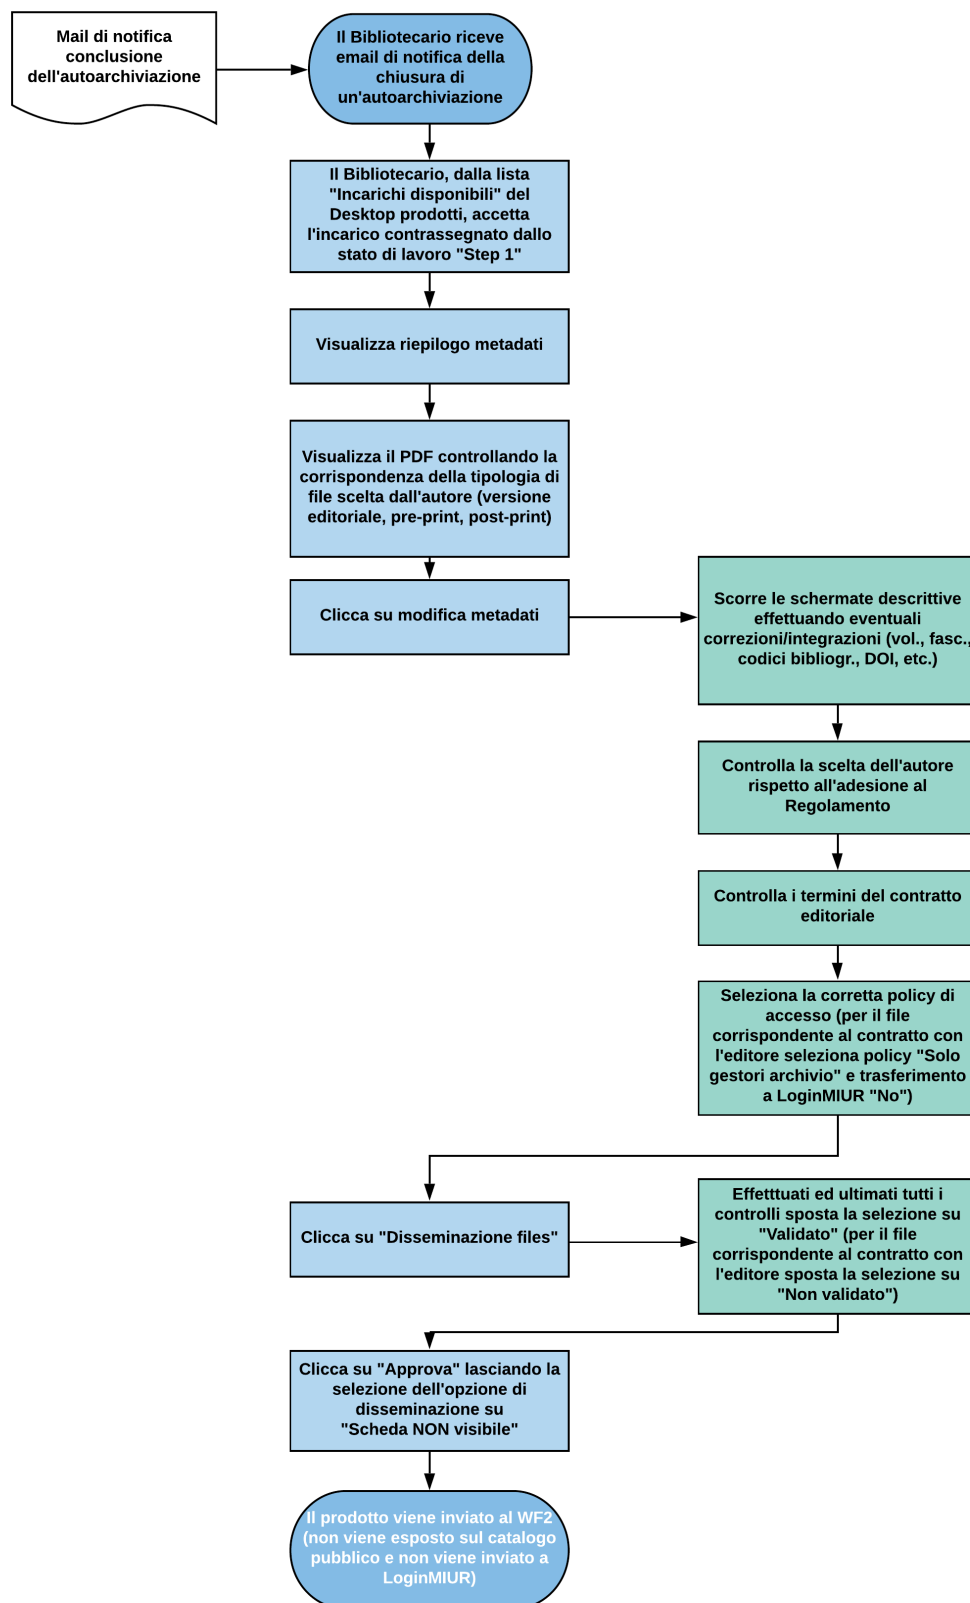 Mail di notifica
conclusione
dell'autoarchiviazione
Il Bibliotecario riceve
email di notifica della
chiusura di
un'autoarchiviazione
Il Bibliotecario, dalla lista
"Incarichi disponibili" del
Desktop prodotti, accetta
l'incarico contrassegnato dallo
stato di lavoro "Step 1"
Visualizza riepilogo metadati
Visualizza il PDF controllando la
corrispondenza della tipologia di
file scelta dall'autore (versione
editoriale, pre-print, post-print)
Clicca su modifica metadati
Scorre le schermate descrittive
effettuando eventuali
correzioni/integrazioni (vol., fasc.,
codici bibliogr., DOI, etc.)
Controlla la scelta dell'autore
rispetto all'adesione al
Regolamento
Controlla i termini del contratto
editoriale
Seleziona la corretta policy di
accesso (per il file
corrispondente al contratto con
l'editore seleziona policy "Solo
gestori archivio" e trasferimento
a LoginMIUR "No")
Clicca su "Disseminazione files"
Effetttuati ed ultimati tutti i
controlli sposta la selezione su
"Validato" (per il file
corrispondente al contratto con
l'editore sposta la selezione su
"Non validato")
Clicca su "Approva" lasciando la
selezione dell'opzione di
disseminazione su
"Scheda NON visibile"
Il prodotto viene inviato al WF2
(non viene esposto sul catalogo
pubblico e non viene inviato a
LoginMIUR)